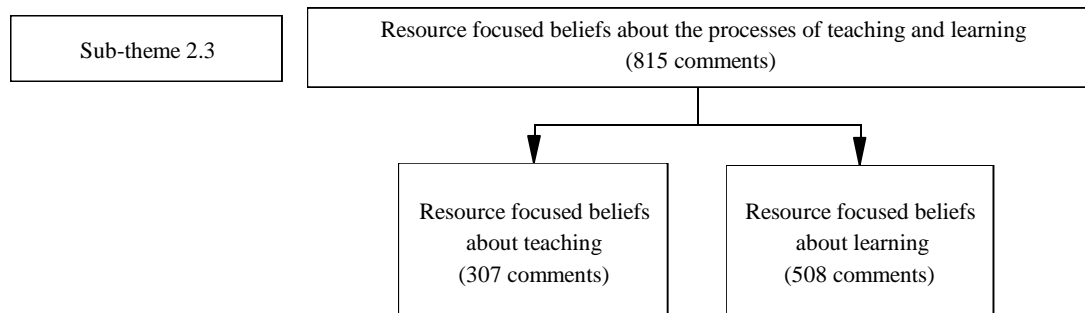 Sub-theme 2.3
Resource focused beliefs about the processes of teaching and learning
(815 comments)
Resource focused beliefs
about teaching
(307 comments)
Resource focused beliefs
about learning
(508 comments)